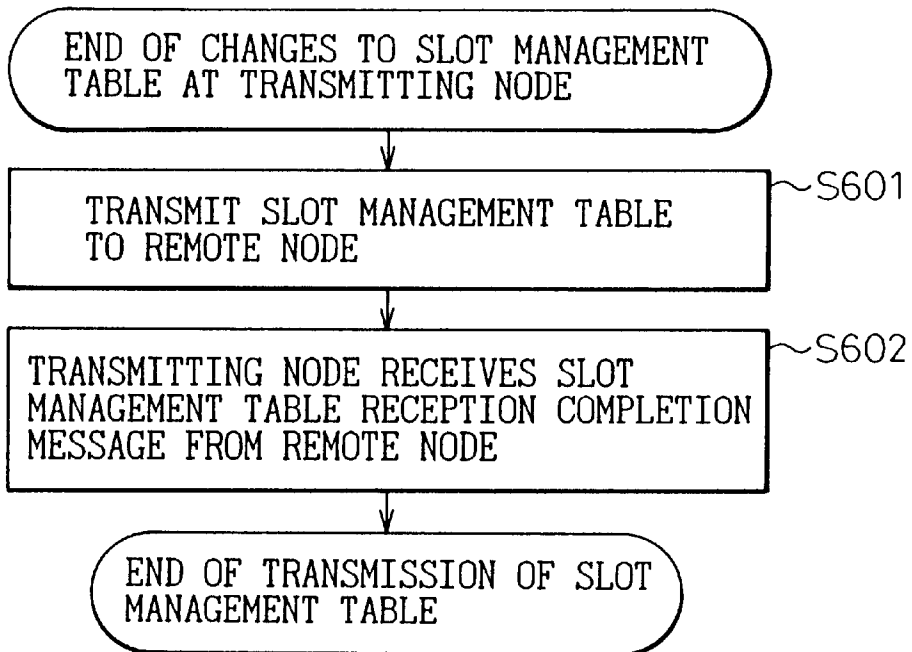 END OF CHANGES TO SLOT MANAGEMENT
TABLE AT TRANSMITTING NODE
S601
TRANSMIT SLOT MANAGEMENT TABLE
TO REMOTE NODE
S602
TRANSMITTING NODE RECEIVES SLOT
MANAGEMENT TABLE RECEPTION COMPLETION
MESSAGE FROM REMOTE NODE
END OF TRANSMISSION OF SLOT
MANAGEMENT TABLE